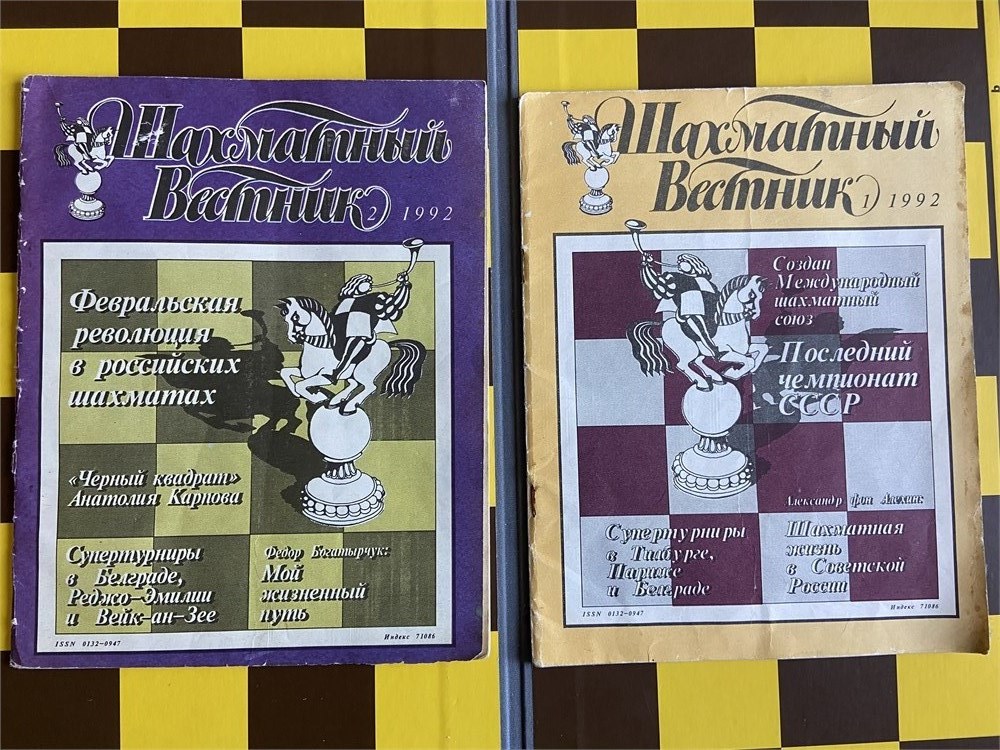 Шахматный
Вестник 2 1992
Февральская
революция
в российских
шахматах
«Черный квадрат»
Анатолия Карпова
Супертурниры
в Белграде,
Реджо-Эмилии
и Вейк-ан-Зее
Федор Богатырчук:
Мой
жизненный
путь
ISSN 0132-0947
Индекс 71086
Шахматный
Вестник 1 1992
Создан
Международный
шахматный
союз
Последний
чемпионат
СССР
Александр фон Алехин
Супертурниры
в Тилбурге,
Париже
и Белграде
Шахматная
жизнь
в Советской
России
ISSN 0132-0947
Индекс 71086